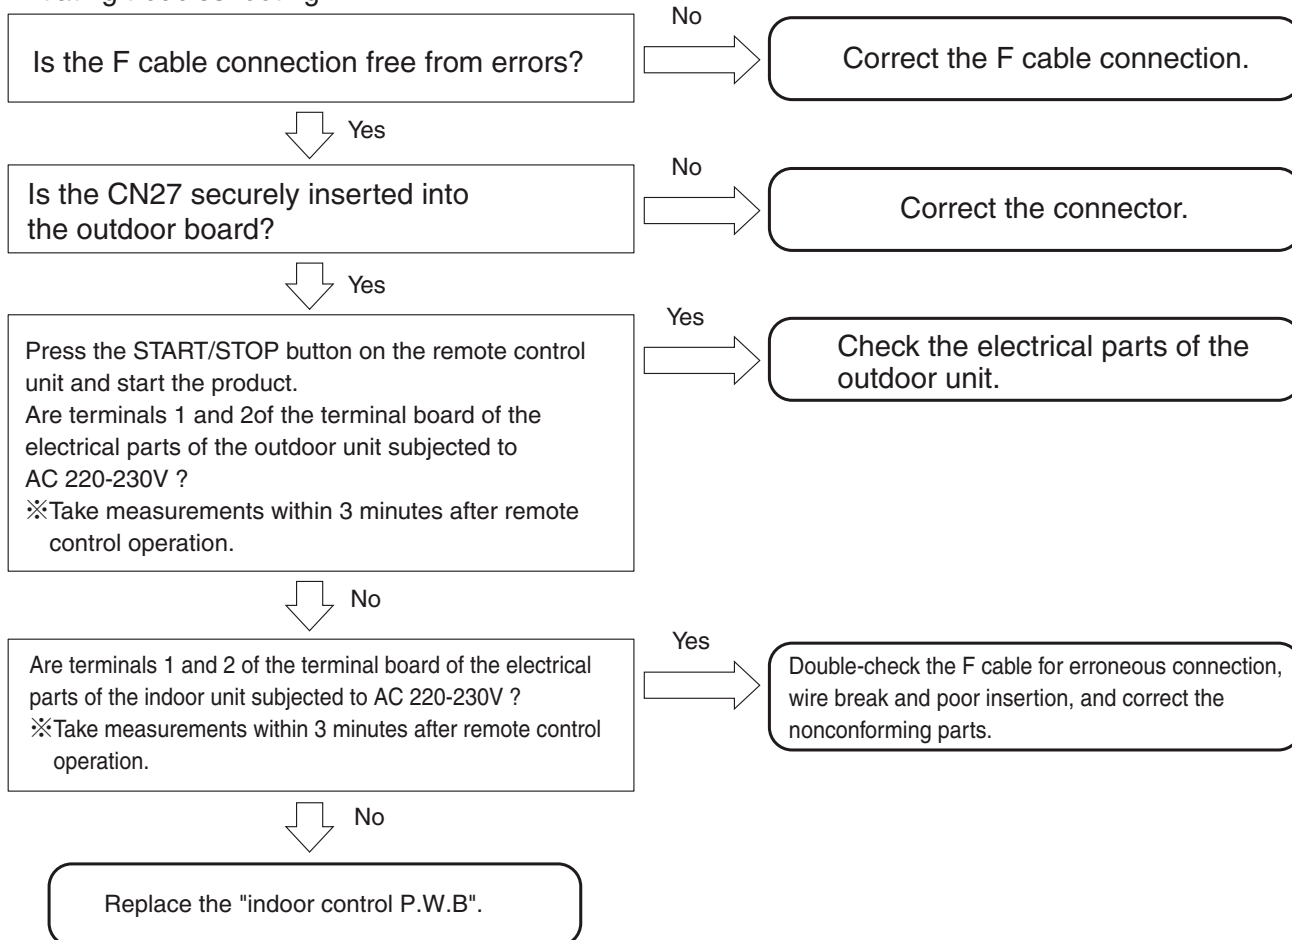 No
Is the F cable connection free from errors?
Correct the F cable connection.
Yes
Is the CN27 securely inserted into
the outdoor board?
No
Correct the connector.
Yes
Press the START/STOP button on the remote control
unit and start the product.
Are terminals 1 and 2of the terminal board of the
electrical parts of the outdoor unit subjected to
AC 220-230V ?
※Take measurements within 3 minutes after remote
control operation.
Yes
Check the electrical parts of the
outdoor unit.
No
Are terminals 1 and 2 of the terminal board of the electrical
parts of the indoor unit subjected to AC 220-230V ?
※Take measurements within 3 minutes after remote control
operation.
Yes
Double-check the F cable for erroneous connection,
wire break and poor insertion, and correct the
nonconforming parts.
No
Replace the "indoor control P.W.B".